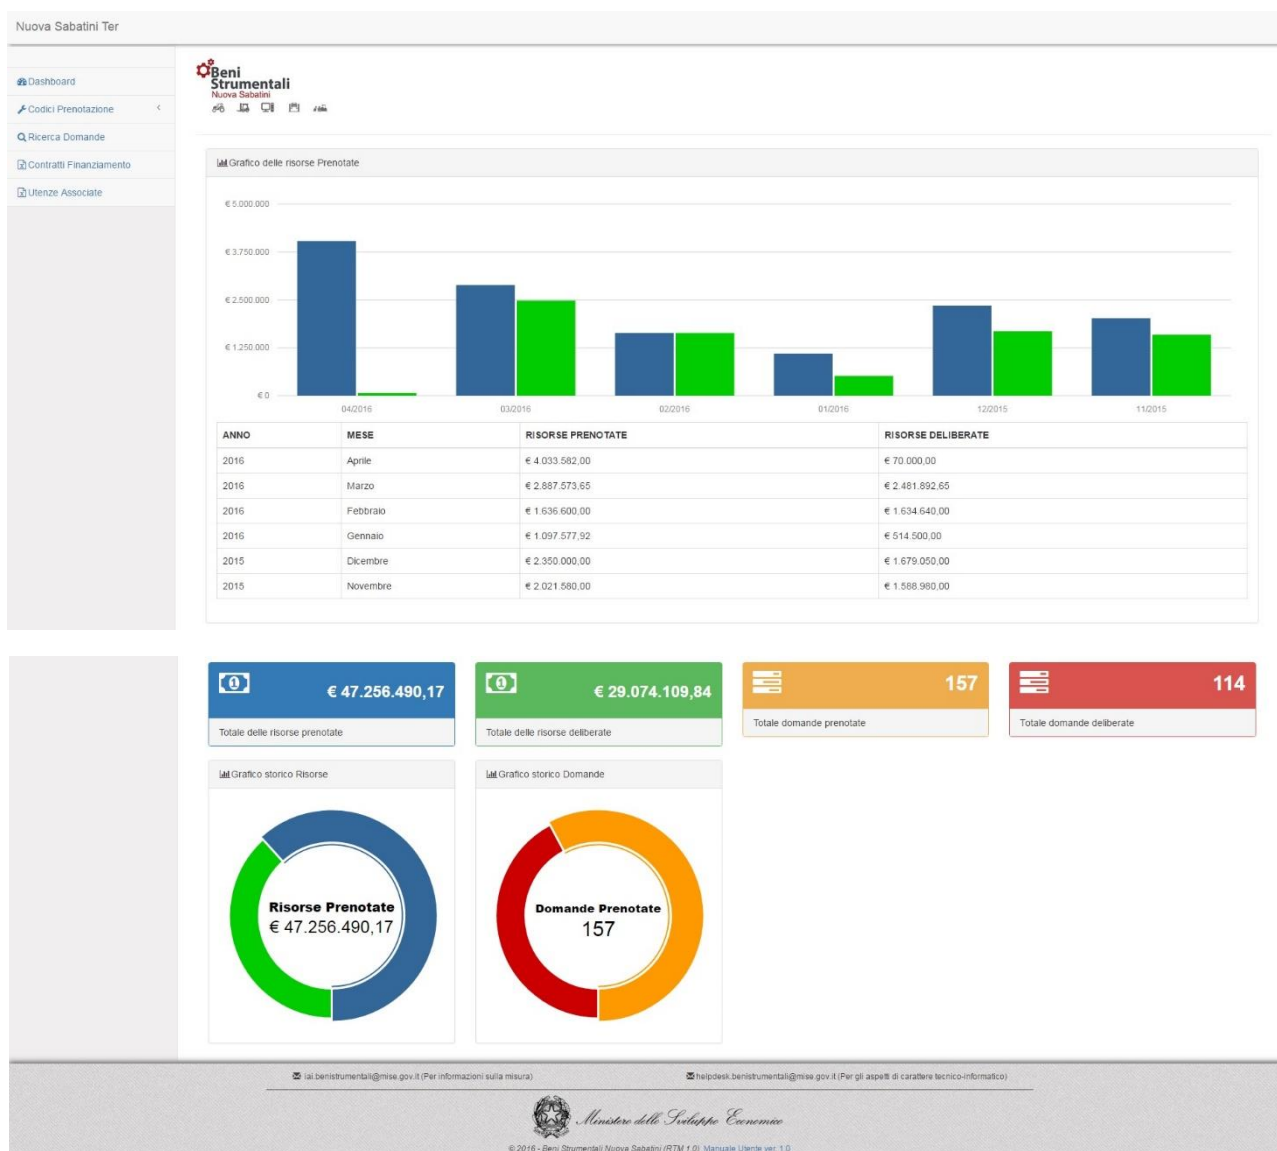 Nuova Sabatini Ter
Dashboard
Codici Prenotazione
Ricerca Domande
Contratti Finanziamento
Utenze Associate
Beni
Strumentali
Nuova Sabatini
Grafico delle risorse Prenotate
€ 5.000.000
€ 3.750.000
€ 2.500.000
€ 1.250.000
€ 0
04/2016 03/2016 02/2016 01/2016 12/2015 11/2015
ANNO MESE RISORSE PRENOTATE RISORSE DELIBERATE
2016 Aprile € 4.033.582,00 € 70.000,00
2016 Marzo € 2.887.573,65 € 2.481.892,65
2016 Febbraio € 1.636.600,00 € 1.634.640,00
2016 Gennaio € 1.097.577,92 € 514.500,00
2015 Dicembre € 2.350.000,00 € 1.679.050,00
2015 Novembre € 2.021.580,00 € 1.588.980,00
€ 47.256.490,17
Totale delle risorse prenotate
€ 29.074.109,84
Totale delle risorse deliberate
157
Totale domande prenotate
114
Totale domande deliberate
Grafico storico Risorse
Risorse Prenotate
€ 47.256.490,17
Grafico storico Domande
Domande Prenotate
157
iai.benistrumentali@mise.gov.it (Per informazioni sulla misura)
helpdesk.benistrumentali@mise.gov.it (Per gli aspetti di carattere tecnico-informatico)
Ministero dello Sviluppo Economico
© 2016 - Beni Strumentali Nuova Sabatini (RTM 1.0) Manuale Utente ver. 1.0